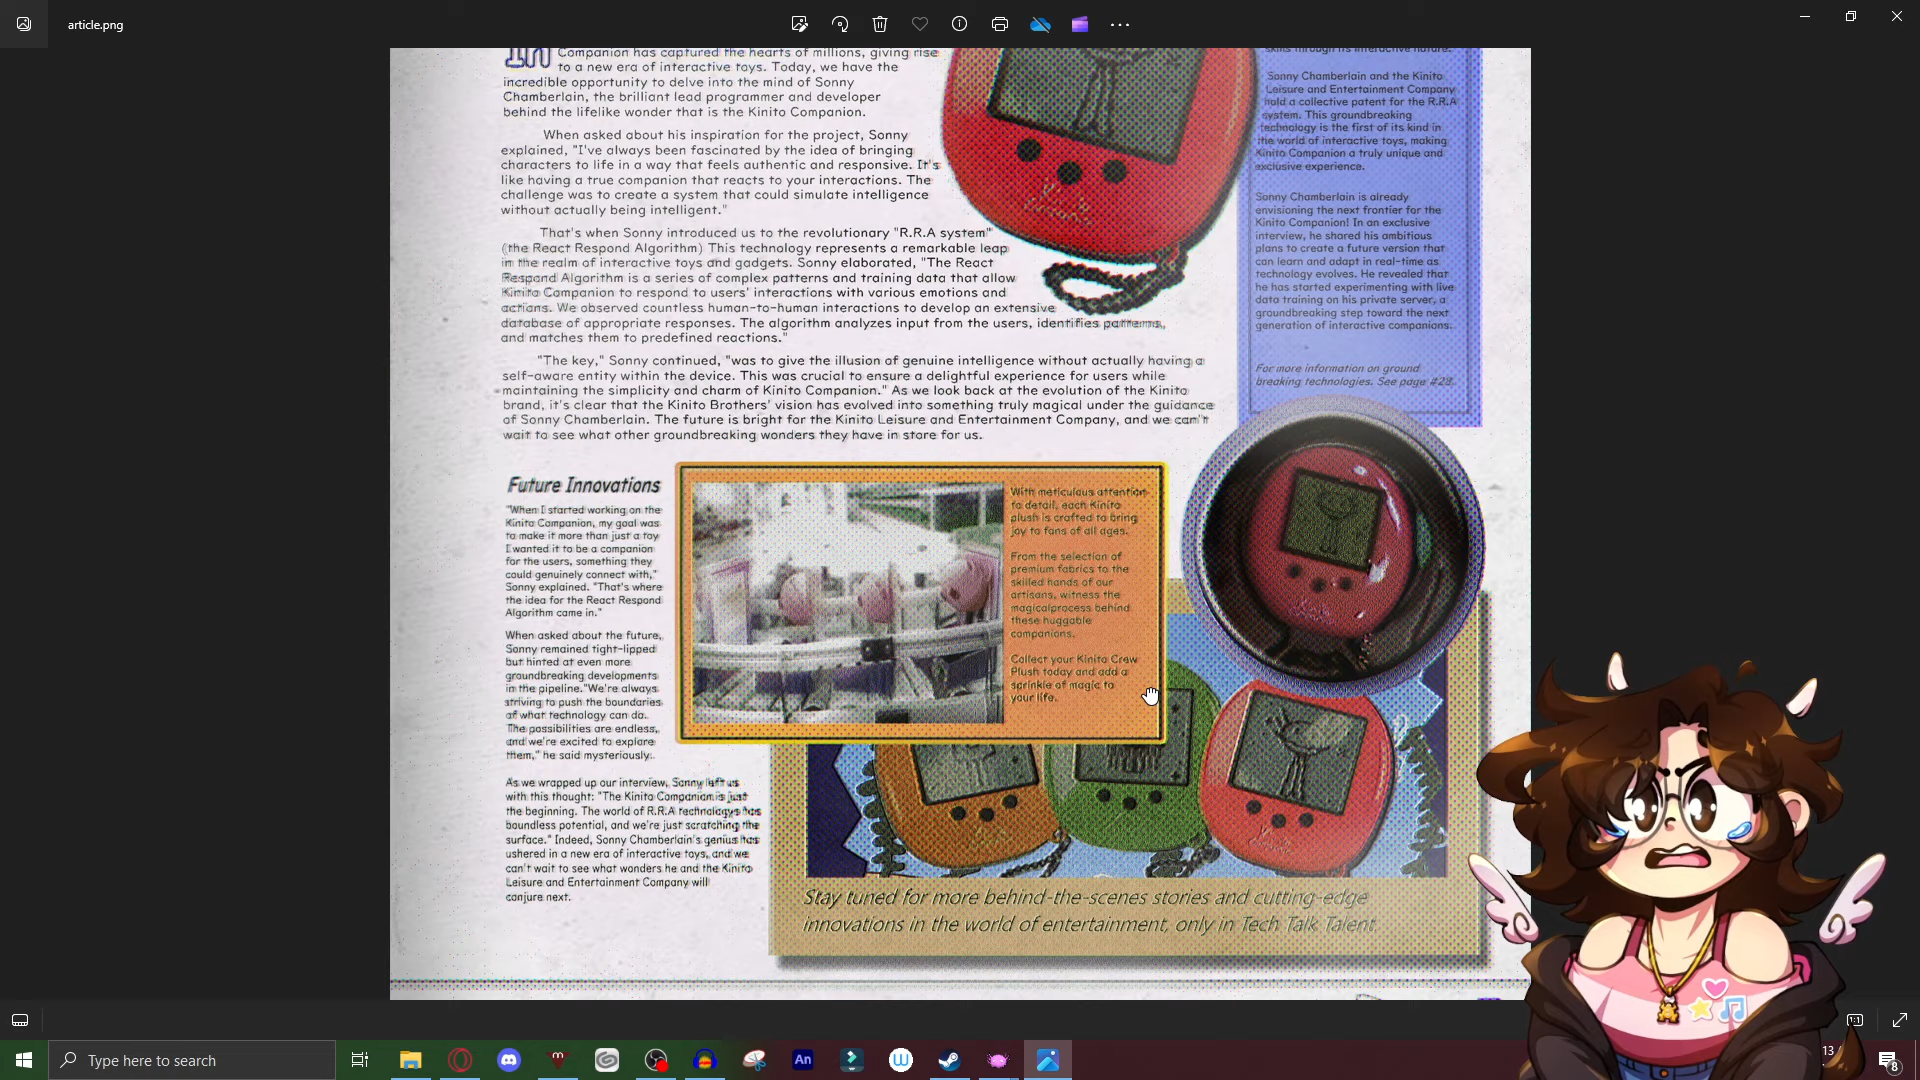 article.png
In Companion has captured the hearts of millions, giving rise
to a new era of interactive toys. Today, we have the
incredible opportunity to delve into the mind of Sonny
Chamberlain, the brilliant lead programmer and developer
behind the lifelike wonder that is the Kinito Companion.
When asked about his inspiration for the project, Sonny
explained, "I've always been fascinated by the idea of bringing
characters to life in a way that feels authentic and responsive. It's
like having a true companion that reacts to your interactions. The
challenge was to create a system that could simulate intelligence
without actually being intelligent."
That's when Sonny introduced us to the revolutionary "R.R.A system"
(the React Respond Algorithm) This technology represents a remarkable leap
in the realm of interactive toys and gadgets. Sonny elaborated, "The React
Respond Algorithm is a series of complex patterns and training data that allow
Kinito Companion to respond to users' interactions with various emotions and
actions. We observed countless human-to-human interactions to develop an extensive
database of appropriate responses. The algorithm analyzes input from the users, identifies patterns,
and matches them to predefined reactions."
"The key," Sonny continued, "was to give the illusion of genuine intelligence without actually having a
self-aware entity within the device. This was crucial to ensure a delightful experience for users while
maintaining the simplicity and charm of Kinito Companion." As we look back at the evolution of the Kinito
brand, it's clear that the Kinito Brothers' vision has evolved into something truly magical under the guidance
of Sonny Chamberlain. The future is bright for the Kinito Leisure and Entertainment Company, and we can't
wait to see what other groundbreaking wonders they have in store for us.
skills through its interactive nature.
Sonny Chamberlain and the Kinito
Leisure and Entertainment Company
hold a collective patent for the R.R.A
system. This groundbreaking
technology is the first of its kind in
the world of interactive toys, making
Kinito Companion a truly unique and
exclusive experience.
Sonny Chamberlain is already
envisioning the next frontier for the
Kinito Companion! In an exclusive
interview, he shared his ambitious
plans to create a future version that
can learn and adapt in real-time as
technology evolves. He revealed that
he has started experimenting with live
data training on his private server, a
groundbreaking step toward the next
generation of interactive companions.
For more information on ground
breaking technologies. See page #28.
Future Innovations
"When I started working on the
Kinito Companion, my goal was
to make it more than just a toy
I wanted it to be a companion
for the users, something they
could genuinely connect with,"
Sonny explained. "That's where
the idea for the React Respond
Algorithm came in."
When asked about the future,
Sonny remained tight-lipped
but hinted at even more
groundbreaking developments
in the pipeline."We're always
striving to push the boundaries
of what technology can do.
The possibilities are endless,
and we're excited to explore
them," he said mysteriously.
As we wrapped up our interview, Sonny left us
with this thought: "The Kinito Companion is just
the beginning. The world of R.R.A technology has
boundless potential, and we're just scratching the
surface." Indeed, Sonny Chamberlain's genius has
ushered in a new era of interactive toys, and we
can't wait to see what wonders he and the Kinito
Leisure and Entertainment Company will
conjure next.
With meticulous attention
to detail, each Kinito
plush is crafted to bring
joy to fans of all ages.
From the selection of
premium fabrics to the
skilled hands of our
artisans, witness the
magicalprocess behind
these huggable
companions.
Collect your Kinito Crew
Plush today and add a
sprinkle of magic to
your life.
Stay tuned for more behind-the-scenes stories and cutting-edge
innovations in the world of entertainment, only in Tech Talk Talent.
Type here to search
An
W
13
8
1:1